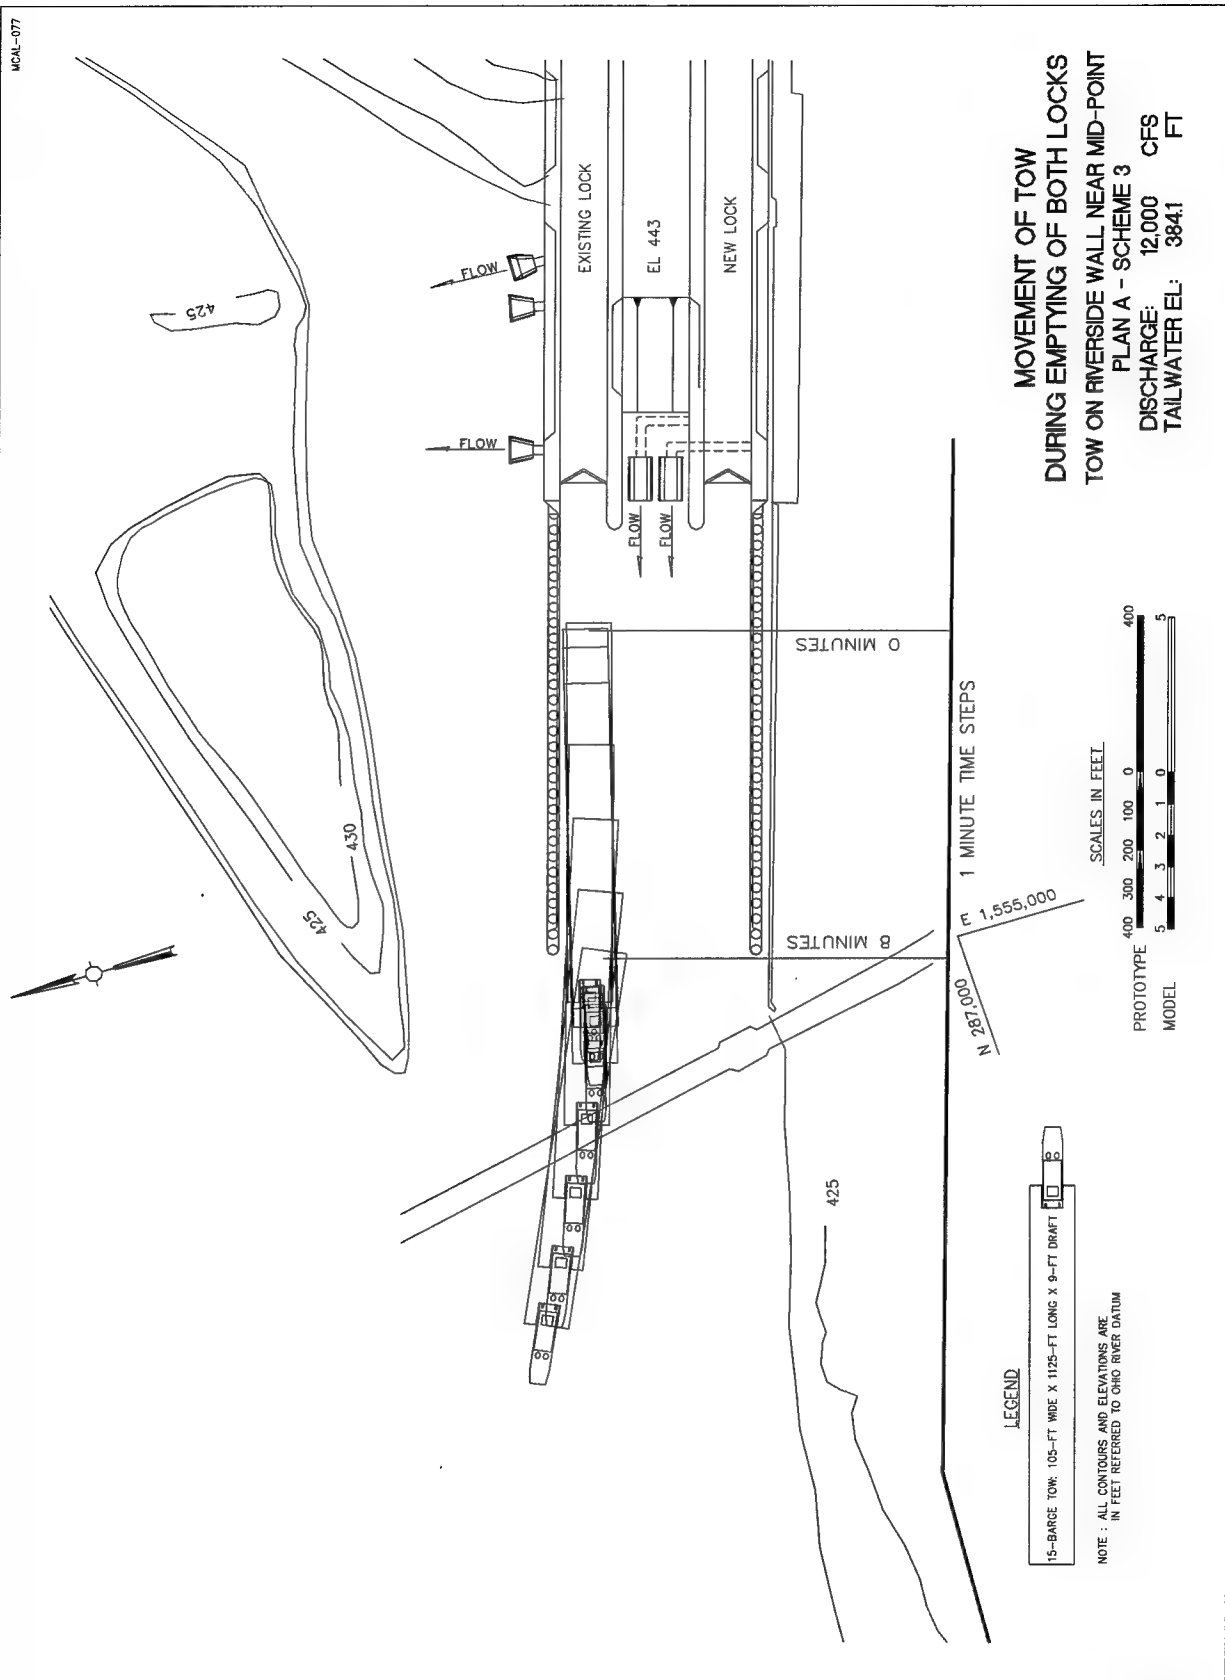 MCAL-077
MOVEMENT OF TOW
DURING EMPTYING OF BOTH LOCKS
TOW ON RIVERSIDE WALL NEAR MID-POINT
PLAN A - SCHEME 3
DISCHARGE: 12,000 CFS
TAILWATER EL: 384.1 FT
EXISTING LOCK
EL 443
NEW LOCK
FLOW
FLOW
FLOW
FLOW
425
430
425
425
0 MINUTES
8 MINUTES
1 MINUTE TIME STEPS
E 1,555,000
N 287,000
SCALES IN FEET
PROTOTYPE 400 300 200 100 0 400
MODEL 5 4 3 2 1 0 5
LEGEND
15-BARGE TOW: 105-FT WIDE X 1125-FT LONG X 9-FT DRAFT
NOTE : ALL CONTOURS AND ELEVATIONS ARE
IN FEET REFERRED TO OHIO RIVER DATUM